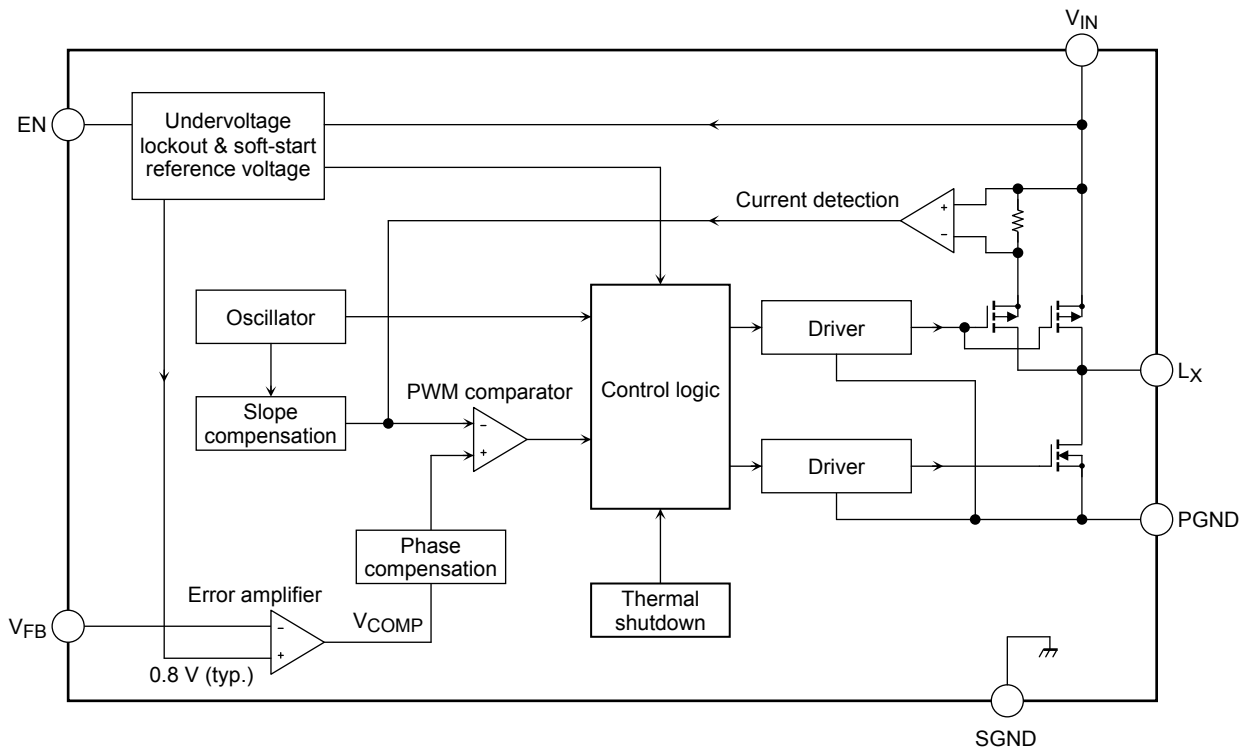 VIN
EN
Undervoltage
lockout & soft-start
reference voltage
Current detection
+
−
Oscillator
Driver
Control logic
LX
PWM comparator
Slope
compensation
−
+
Driver
PGND
Phase
compensation
Thermal
shutdown
Error amplifier
VFB
−
+
VCOMP
0.8 V (typ.)
SGND